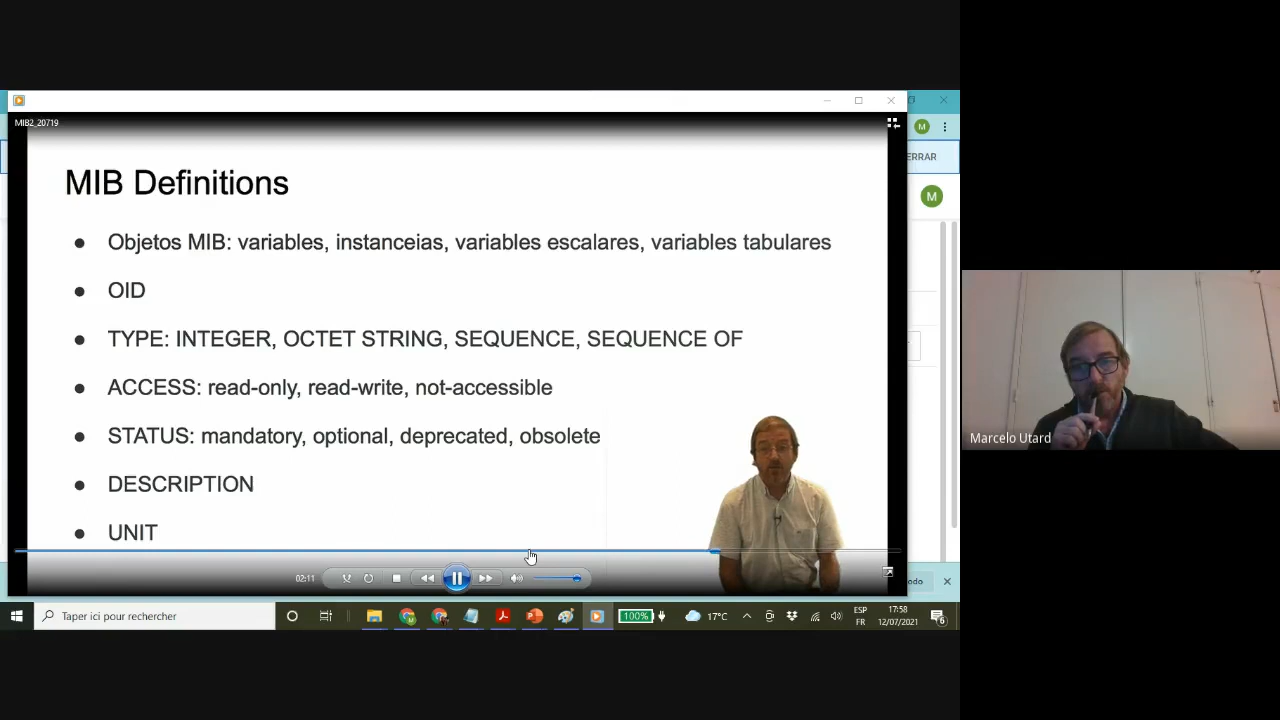 MIB2_20719
M
ERRAR
M
MIB Definitions
● Objetos MIB: variables, instanceias, variables escalares, variables tabulares
● OID
● TYPE: INTEGER, OCTET STRING, SEQUENCE, SEQUENCE OF
● ACCESS: read-only, read-write, not-accessible
● STATUS: mandatory, optional, deprecated, obsolete
● DESCRIPTION
● UNIT
Marcelo Utard
02:11
odo
Taper ici pour rechercher
100%
17°C
ESP
FR
17:58
12/07/2021
6